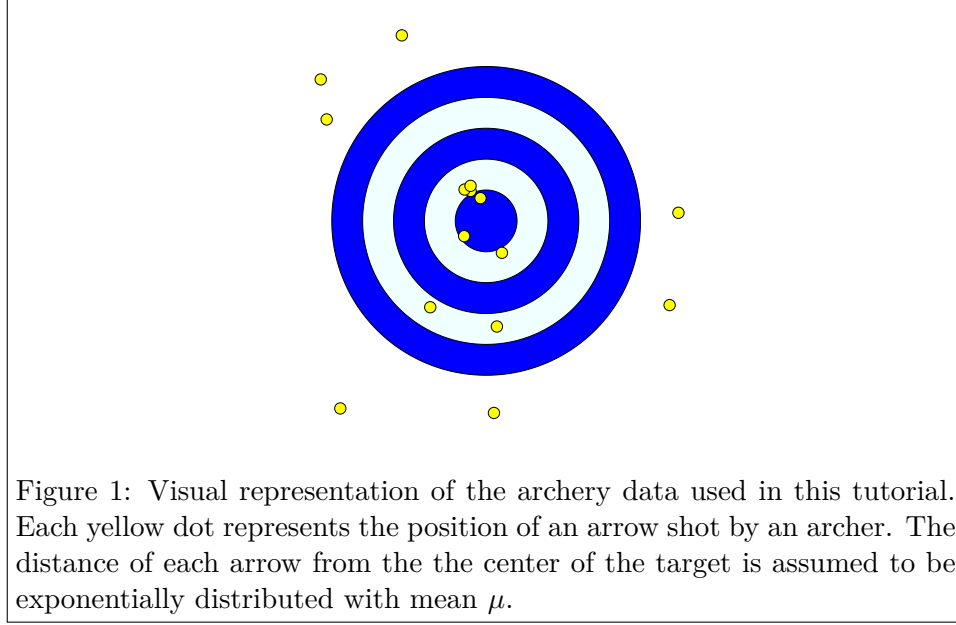 Figure 1: Visual representation of the archery data used in this tutorial.
Each yellow dot represents the position of an arrow shot by an archer. The
distance of each arrow from the the center of the target is assumed to be
exponentially distributed with mean μ.